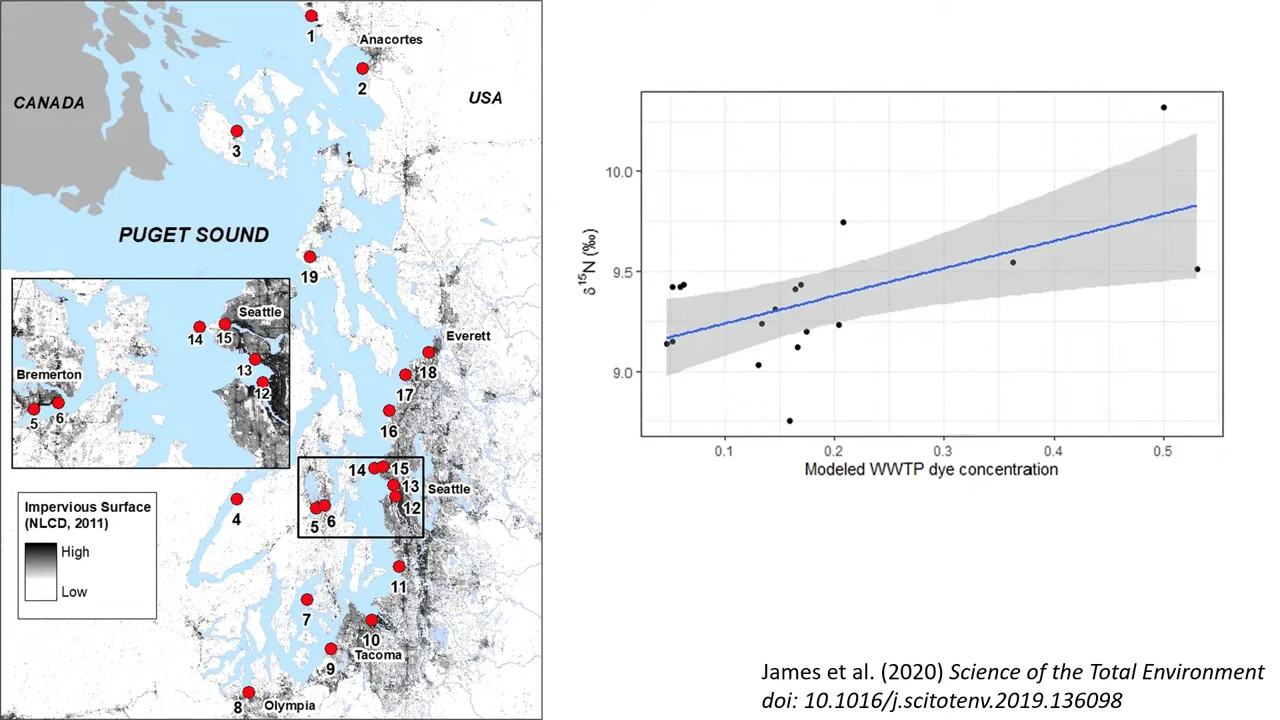 1
Anacortes
2
CANADA
USA
3
PUGET SOUND
19
Seattle
14
15
13
12
Bremerton
5
6
Everett
18
17
16
14
15
13
12
Seattle
5
6
4
Impervious Surface
(NLCD, 2011)
High
Low
11
7
10
Tacoma
9
8
Olympia
δ ¹⁵N (‰)
10.0
9.5
9.0
0.1
0.2
0.3
0.4
0.5
Modeled WWTP dye concentration
James et al. (2020) Science of the Total Environment
doi: 10.1016/j.scitotenv.2019.136098